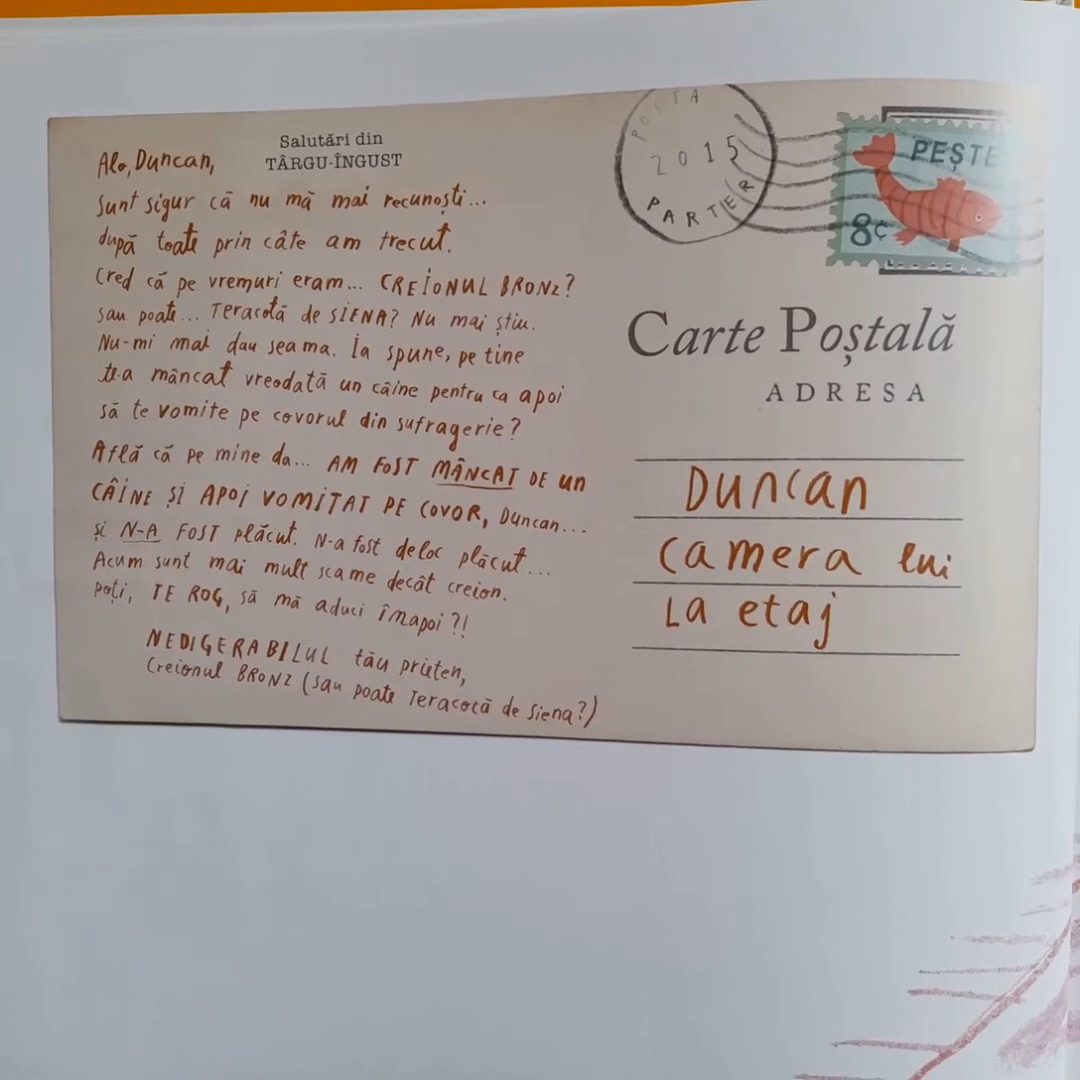 Salutări din
TÂRGU-ÎNGUST
Alo, Duncan,
sunt sigur că nu mă mai recunoști...
după toate prin câte am trecut.
Cred că pe vremuri eram... CREIONUL BRONZ?
sau poate... Teracotă de SIENA? Nu mai știu.
Nu-mi mai dau seama. Ia spune, pe tine
te-a mâncat vreodată un câine pentru ca apoi
să te vomite pe covorul din sufragerie?
Află că pe mine da... AM FOST MÂNCAT DE un
CÂINE ȘI APOI VOMITAT PE COVOR, Duncan...
și N-A FOST plăcut. N-a fost deloc plăcut...
Acum sunt mai mult scame decât creion.
poți, TE ROG, să mă aduci înapoi?!
NEDIGERABILUL tău prieten,
Creionul BRONZ (sau poate Teracotă de Siena?)
POȘTA
2015
PARTER
PEȘTE
8¢
Carte Poștală
ADRESA
Duncan
camera lui
La etaj